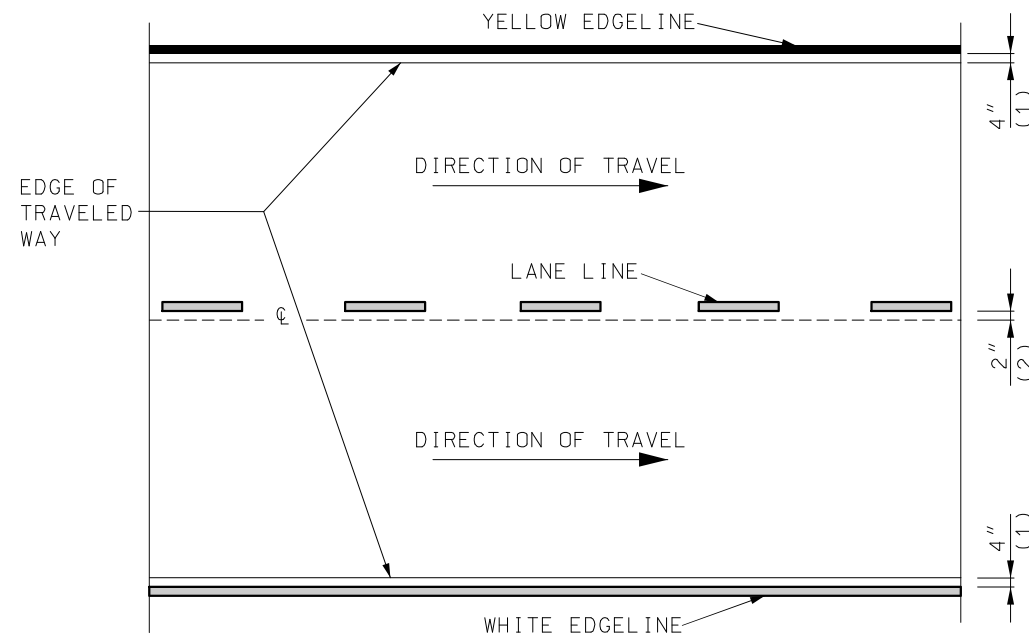 YELLOW EDGELINE
4"
(1)
DIRECTION OF TRAVEL
EDGE OF
TRAVELED
WAY
LANE LINE
℄
2"
(2)
DIRECTION OF TRAVEL
4"
(1)
WHITE EDGELINE